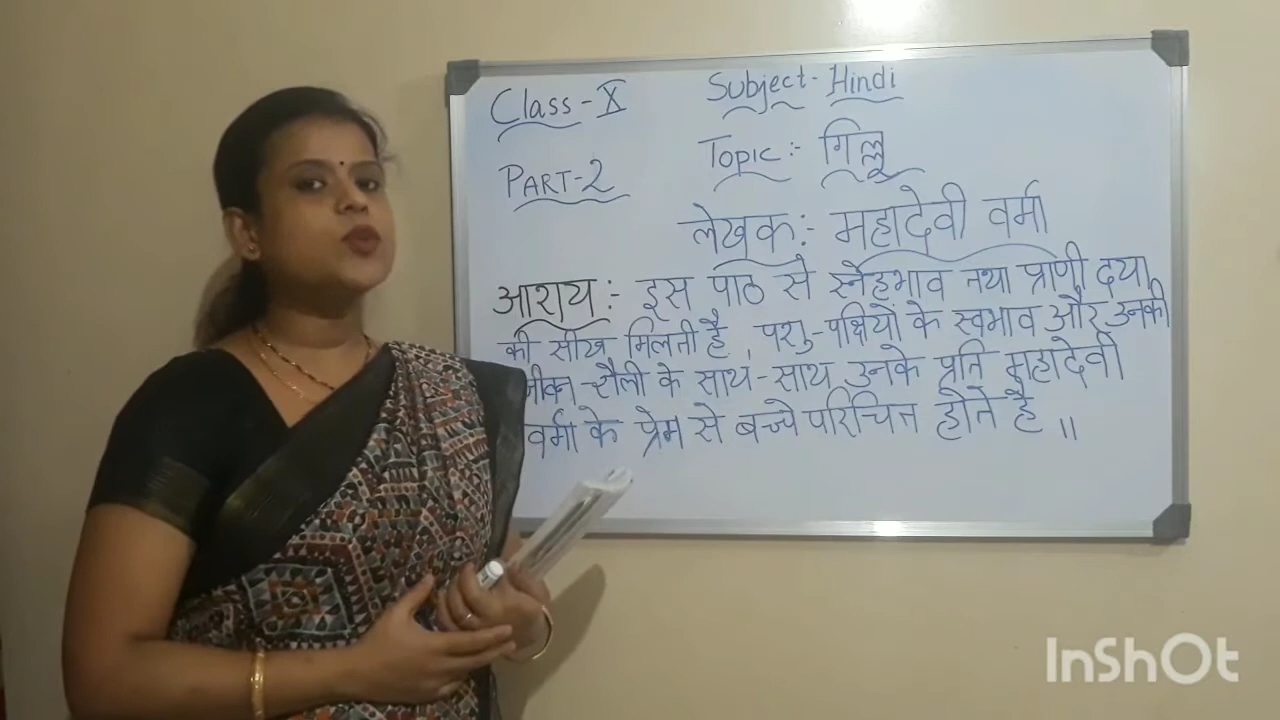 Class - X Subject - Hindi
PART-2 Topic :- गिल्लू
लेखक :- महादेवी वर्मा
आशय :- इस पाठ से स्नेहभाव तथा प्राणी दया
की सीख मिलती है, पशु-पक्षियों के स्वभाव और उनकी
जीवन-शैली के साथ-साथ उनके प्रति महादेवी
वर्मा के प्रेम से बच्चे परिचित होते है ॥
InShOt